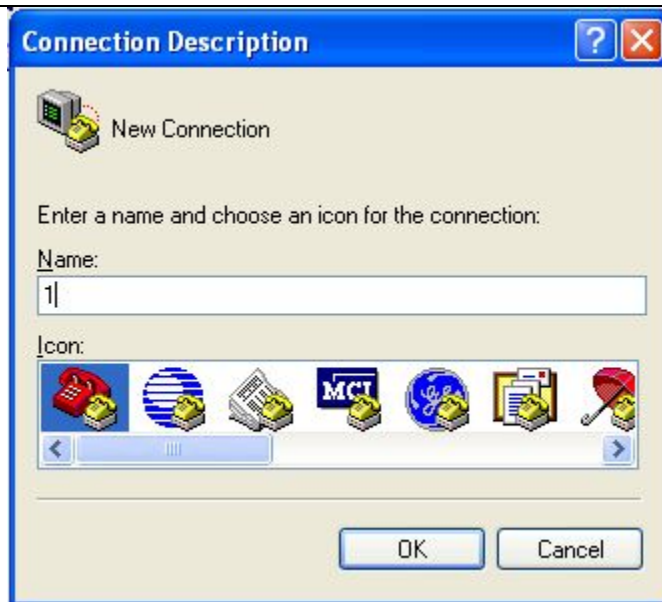 Connection Description
New Connection
Enter a name and choose an icon for the connection:
Name:
1
Icon:
MCI
OK Cancel